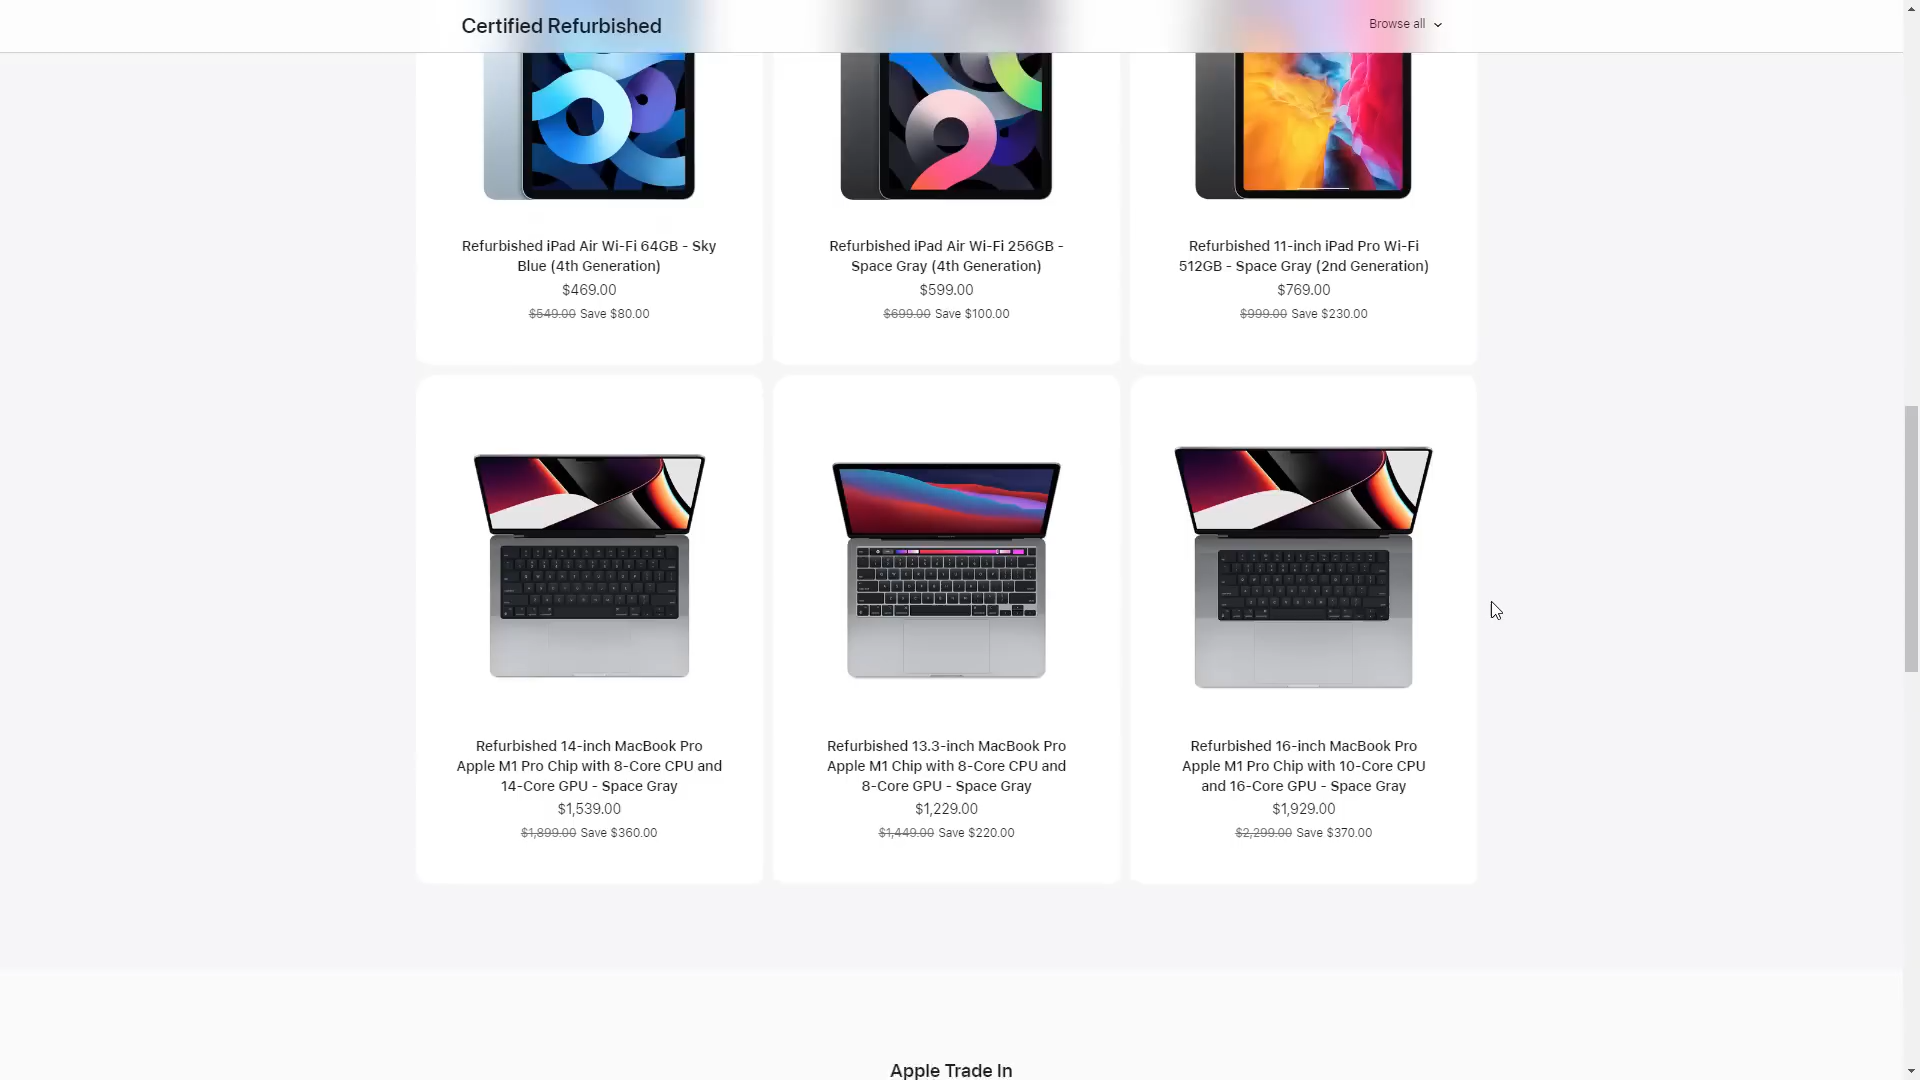 Certified Refurbished
Browse all
Refurbished iPad Air Wi-Fi 64GB - Sky
Blue (4th Generation)
$469.00
$549.00 Save $80.00
Refurbished iPad Air Wi-Fi 256GB -
Space Gray (4th Generation)
$599.00
$699.00 Save $100.00
Refurbished 11-inch iPad Pro Wi-Fi
512GB - Space Gray (2nd Generation)
$769.00
$999.00 Save $230.00
Refurbished 14-inch MacBook Pro
Apple M1 Pro Chip with 8-Core CPU and
14-Core GPU - Space Gray
$1,539.00
$1,899.00 Save $360.00
Refurbished 13.3-inch MacBook Pro
Apple M1 Chip with 8-Core CPU and
8-Core GPU - Space Gray
$1,229.00
$1,449.00 Save $220.00
Refurbished 16-inch MacBook Pro
Apple M1 Pro Chip with 10-Core CPU
and 16-Core GPU - Space Gray
$1,929.00
$2,299.00 Save $370.00
Apple Trade In